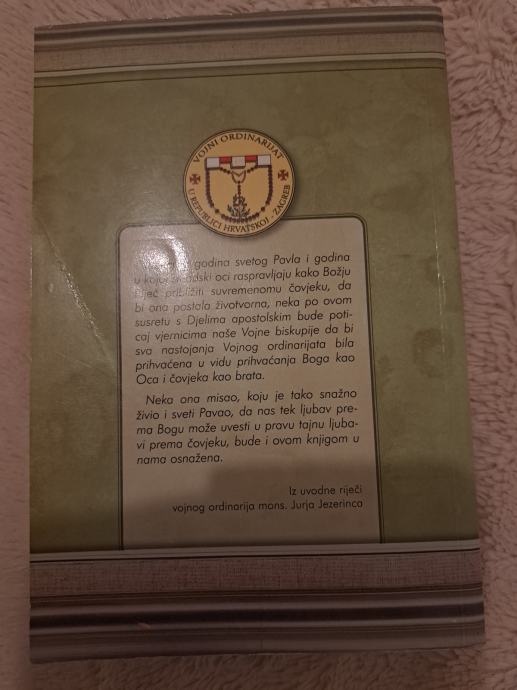 VOJNI ORDINARIJAT
U REPUBLICI HRVATSKOJ - ZAGREB
godina svetog Pavla i godina
u kojoj sinodski oci raspravljaju kako Božju
riječ približiti suvremenomu čovjeku, da
bi ona postala životvorna, neka po ovom
susretu s Djelima apostolskim bude poti-
caj vjernicima naše Vojne biskupije da bi
sva nastojanja Vojnog ordinarijata bila
prihvaćena u vidu prihvaćanja Boga kao
Oca i čovjeka kao brata.
Neka ona misao, koju je tako snažno
živio i sveti Pavao, da nas tek ljubav pre-
ma Bogu može uvesti u pravu tajnu ljuba-
vi prema čovjeku, bude i ovom knjigom u
nama osnažena.
Iz uvodne riječi
vojnog ordinarija mons. Jurja Jezerinca